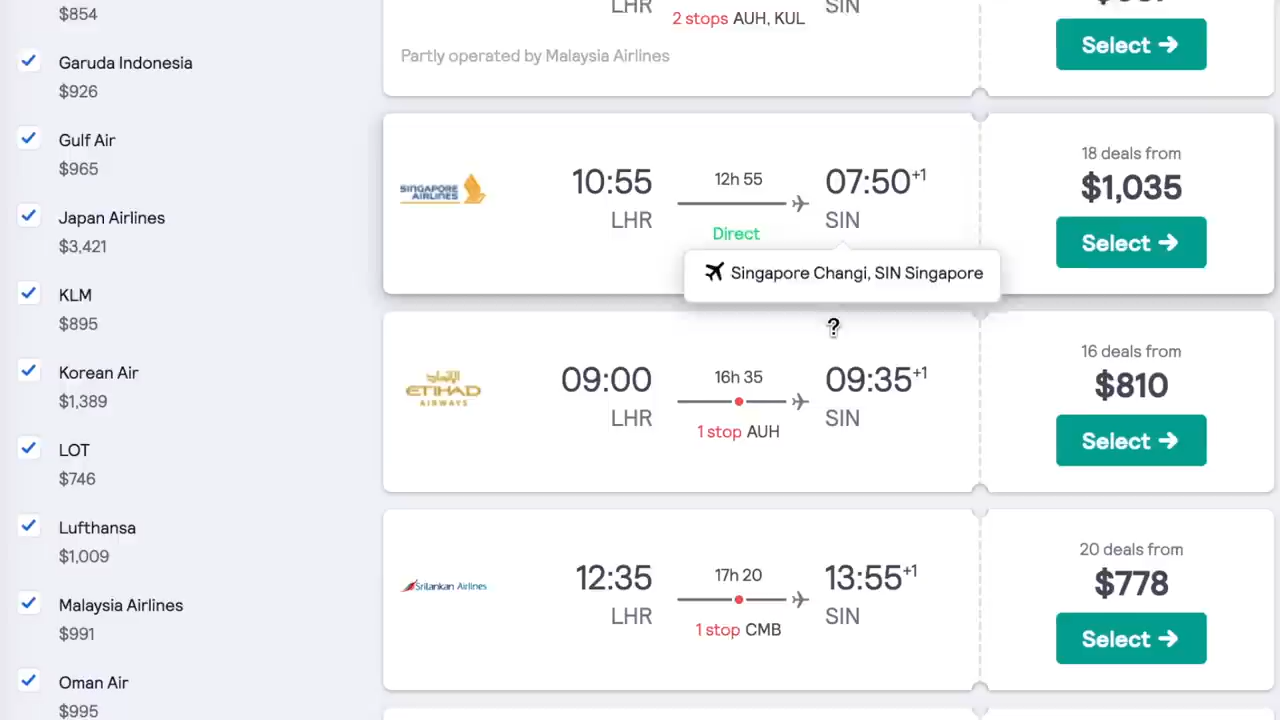 $854
Garuda Indonesia
$926
Gulf Air
$965
Japan Airlines
$3,421
KLM
$895
Korean Air
$1,389
LOT
$746
Lufthansa
$1,009
Malaysia Airlines
$991
Oman Air
$995
LHR
2 stops AUH, KUL
SIN
Partly operated by Malaysia Airlines
Select →
SINGAPORE AIRLINES
10:55
LHR
12h 55
Direct
07:50+1
SIN
Singapore Changi, SIN Singapore
18 deals from
$1,035
Select →
?
الإتحاد
ETIHAD
AIRWAYS
09:00
LHR
16h 35
1 stop AUH
09:35+1
SIN
16 deals from
$810
Select →
SriLankan Airlines
12:35
LHR
17h 20
1 stop CMB
13:55+1
SIN
20 deals from
$778
Select →